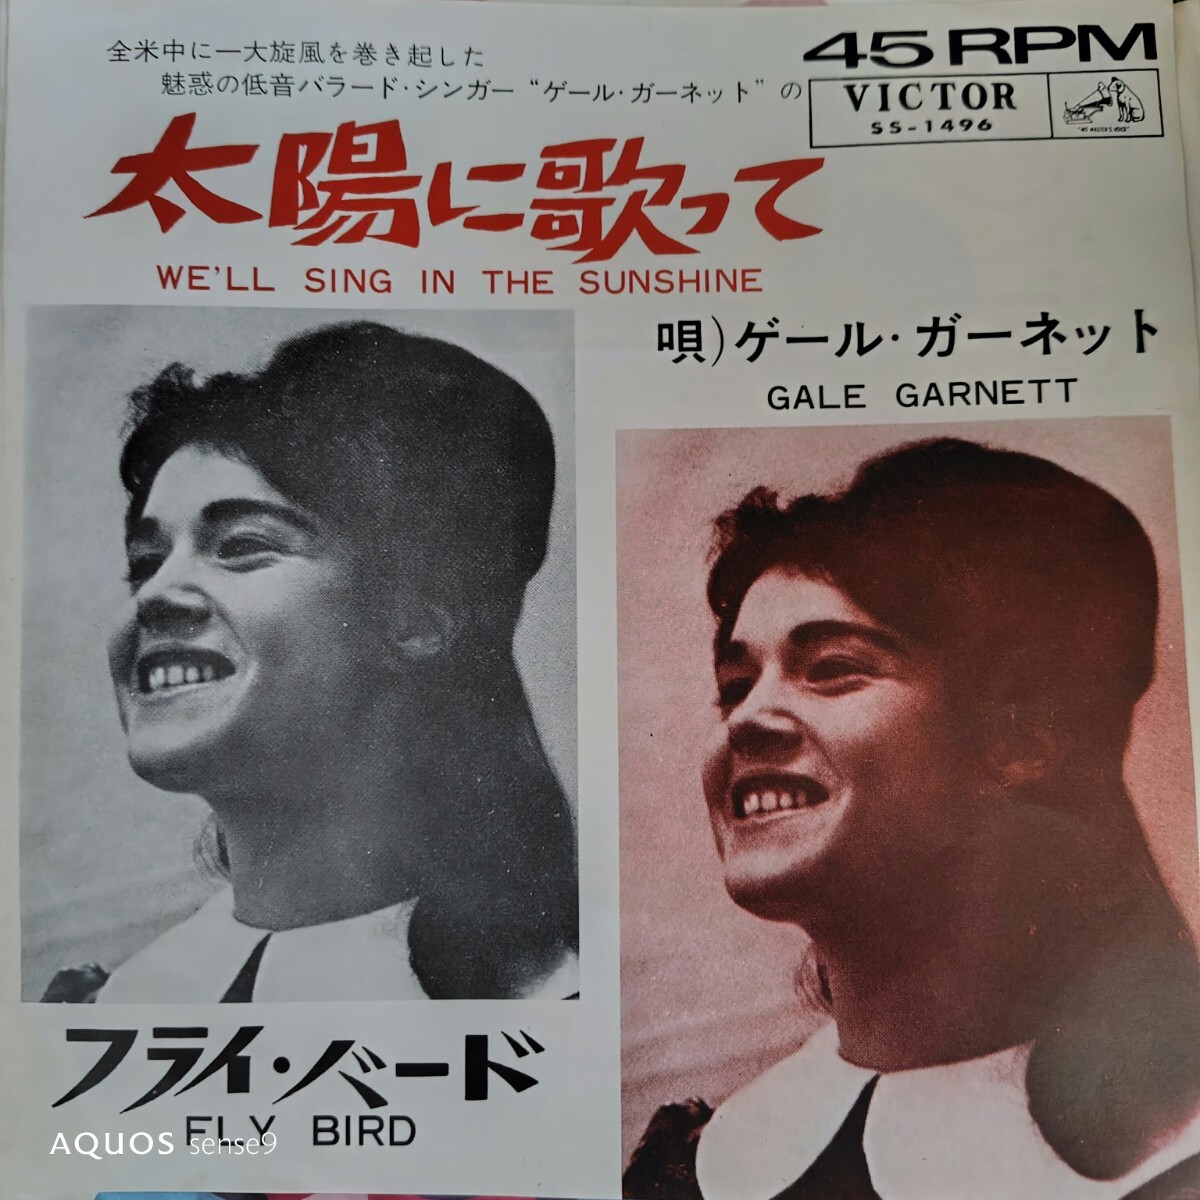 全米中に一大旋風を巻き起した
魅惑の低音バラード・シンガー“ゲール・ガーネット”の
45 RPM
VICTOR
SS-1496
"HIS MASTER'S VOICE"
太陽に歌って
WE'LL SING IN THE SUNSHINE
唄)ゲール・ガーネット
GALE GARNETT
フライ・バード
FLY BIRD
AQUOS sense9